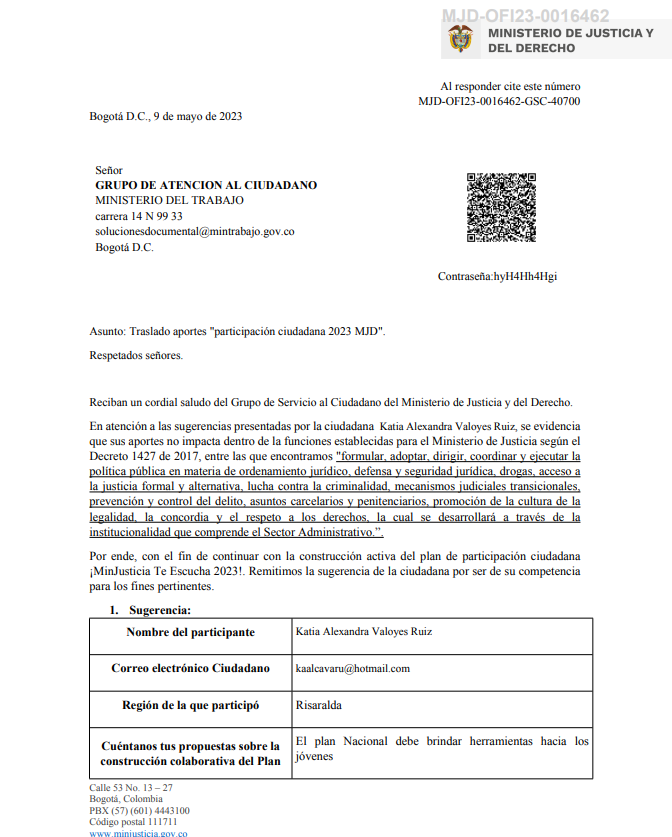 MJD-OFI23-0016462
MINISTERIO DE JUSTICIA Y
DEL DERECHO
Al responder cite este número
MJD-OFI23-0016462-GSC-40700
Bogotá D.C., 9 de mayo de 2023
Señor
GRUPO DE ATENCION AL CIUDADANO
MINISTERIO DEL TRABAJO
carrera 14 N 99 33
solucionesdocumental@mintrabajo.gov.co
Bogotá D.C.
Contraseña:hyH4Hh4Hgi
Asunto: Traslado aportes "participación ciudadana 2023 MJD".
Respetados señores.
Reciban un cordial saludo del Grupo de Servicio al Ciudadano del Ministerio de Justicia y del Derecho.
En atención a las sugerencias presentadas por la ciudadana Katia Alexandra Valoyes Ruiz, se evidencia
que sus aportes no impacta dentro de la funciones establecidas para el Ministerio de Justicia según el
Decreto 1427 de 2017, entre las que encontramos "formular, adoptar, dirigir, coordinar y ejecutar la
política pública en materia de ordenamiento jurídico, defensa y seguridad jurídica, drogas, acceso a
la justicia formal y alternativa, lucha contra la criminalidad, mecanismos judiciales transicionales,
prevención y control del delito, asuntos carcelarios y penitenciarios, promoción de la cultura de la
legalidad, la concordia y el respeto a los derechos, la cual se desarrollará a través de la
institucionalidad que comprende el Sector Administrativo.”.
Por ende, con el fin de continuar con la construcción activa del plan de participación ciudadana
¡MinJusticia Te Escucha 2023!. Remitimos la sugerencia de la ciudadana por ser de su competencia
para los fines pertinentes.
1. Sugerencia:
Nombre del participante
Katia Alexandra Valoyes Ruiz
Correo electrónico Ciudadano
kaalcavaru@hotmail.com
Región de la que participó
Risaralda
Cuéntanos tus propuestas sobre la
construcción colaborativa del Plan
El plan Nacional debe brindar herramientas hacia los
jóvenes
Calle 53 No. 13 – 27
Bogotá, Colombia
PBX (57) (601) 4443100
Código postal 111711
www.minjusticia.gov.co